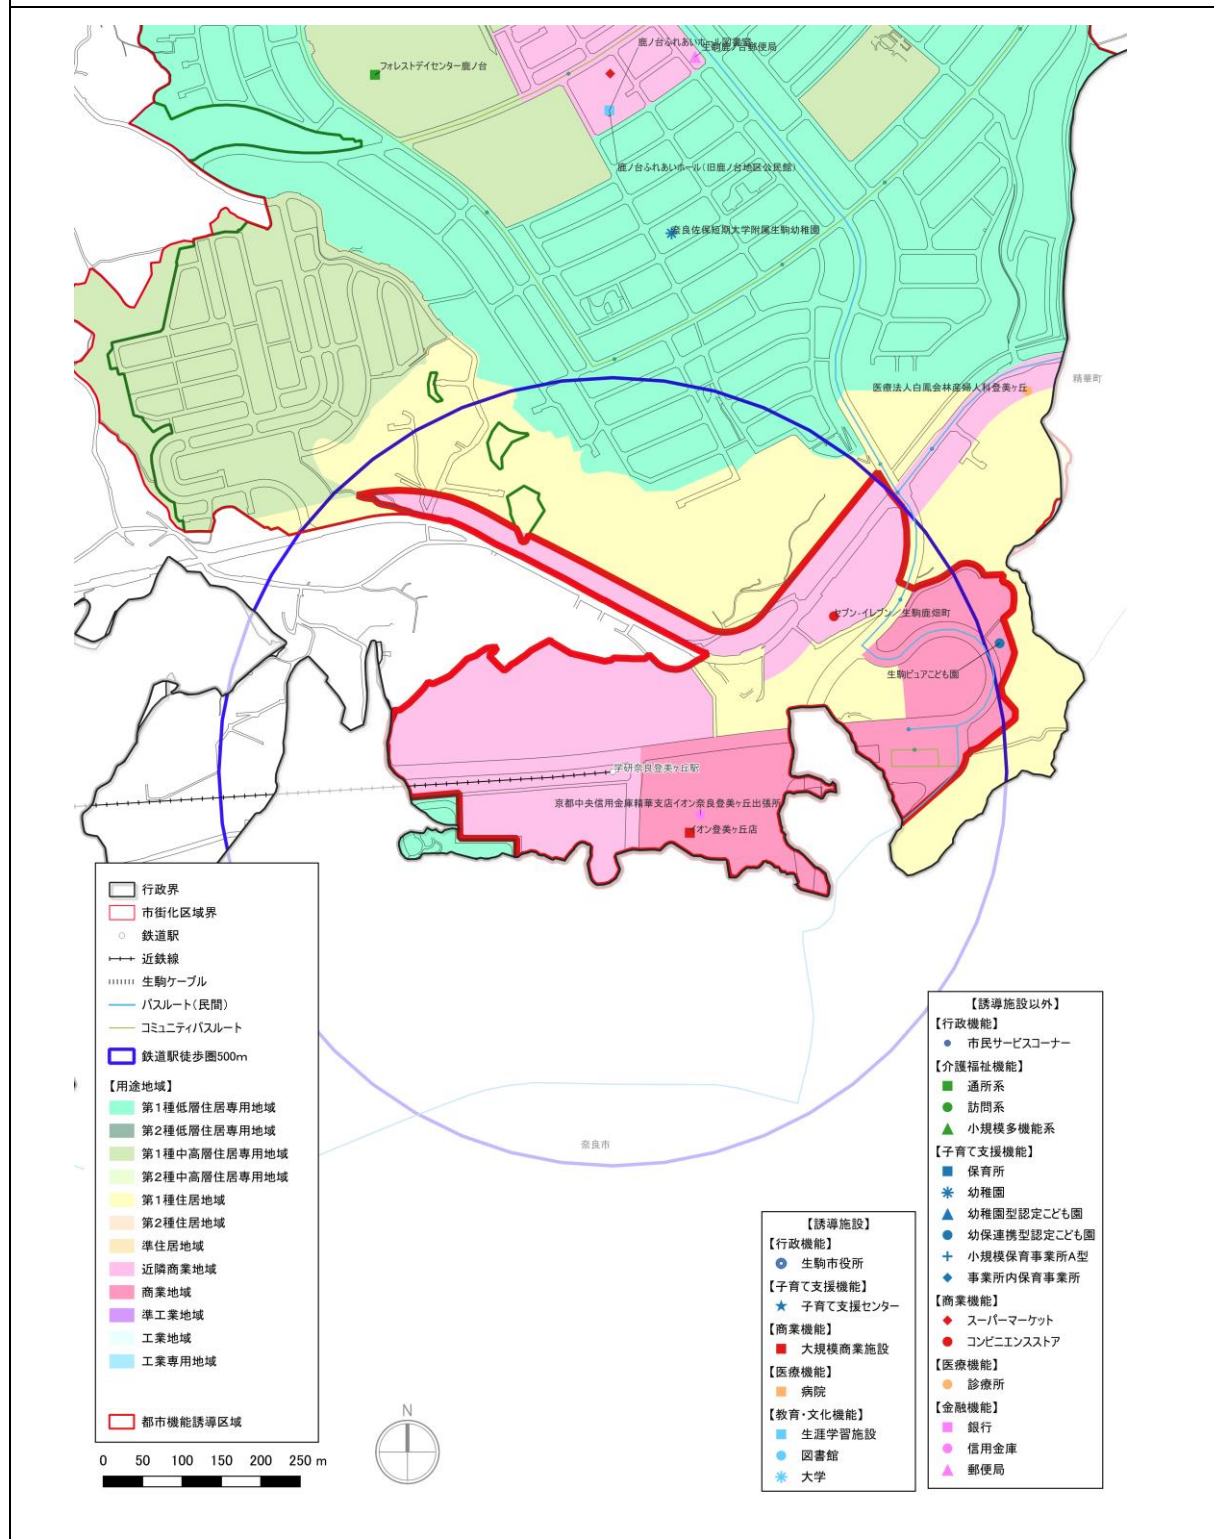 鹿ノ台ふれあいホール図書室
生駒鹿ノ台郵便局
フォレストデイセンター鹿ノ台
鹿ノ台ふれあいホール(旧鹿ノ台地区公民館)
奈良佐保短期大学附属生駒幼稚園
精華町
医療法人白鳳会林産婦人科登美ヶ丘
セブン-イレブン/生駒鹿畑町
生駒ピュアこども園
学研奈良登美ヶ丘駅
京都中央信用金庫精華支店イオン奈良登美ヶ丘出張所
イオン登美ヶ丘店
奈良市
行政界
市街化区域界
鉄道駅
近鉄線
生駒ケーブル
バスルート(民間)
コミュニティバスルート
鉄道駅徒歩圏500m
【用途地域】
第1種低層住居専用地域
第2種低層住居専用地域
第1種中高層住居専用地域
第2種中高層住居専用地域
第1種住居地域
第2種住居地域
準住居地域
近隣商業地域
商業地域
準工業地域
工業地域
工業専用地域
都市機能誘導区域
0 50 100 150 200 250 m
N
【誘導施設】
【行政機能】
生駒市役所
【子育て支援機能】
子育て支援センター
【商業機能】
大規模商業施設
【医療機能】
病院
【教育・文化機能】
生涯学習施設
図書館
大学
【誘導施設以外】
【行政機能】
市民サービスコーナー
【介護福祉機能】
通所系
訪問系
小規模多機能系
【子育て支援機能】
保育所
幼稚園
幼稚園型認定こども園
幼保連携型認定こども園
小規模保育事業所A型
事業所内保育事業所
【商業機能】
スーパーマーケット
コンビニエンスストア
【医療機能】
診療所
【金融機能】
銀行
信用金庫
郵便局